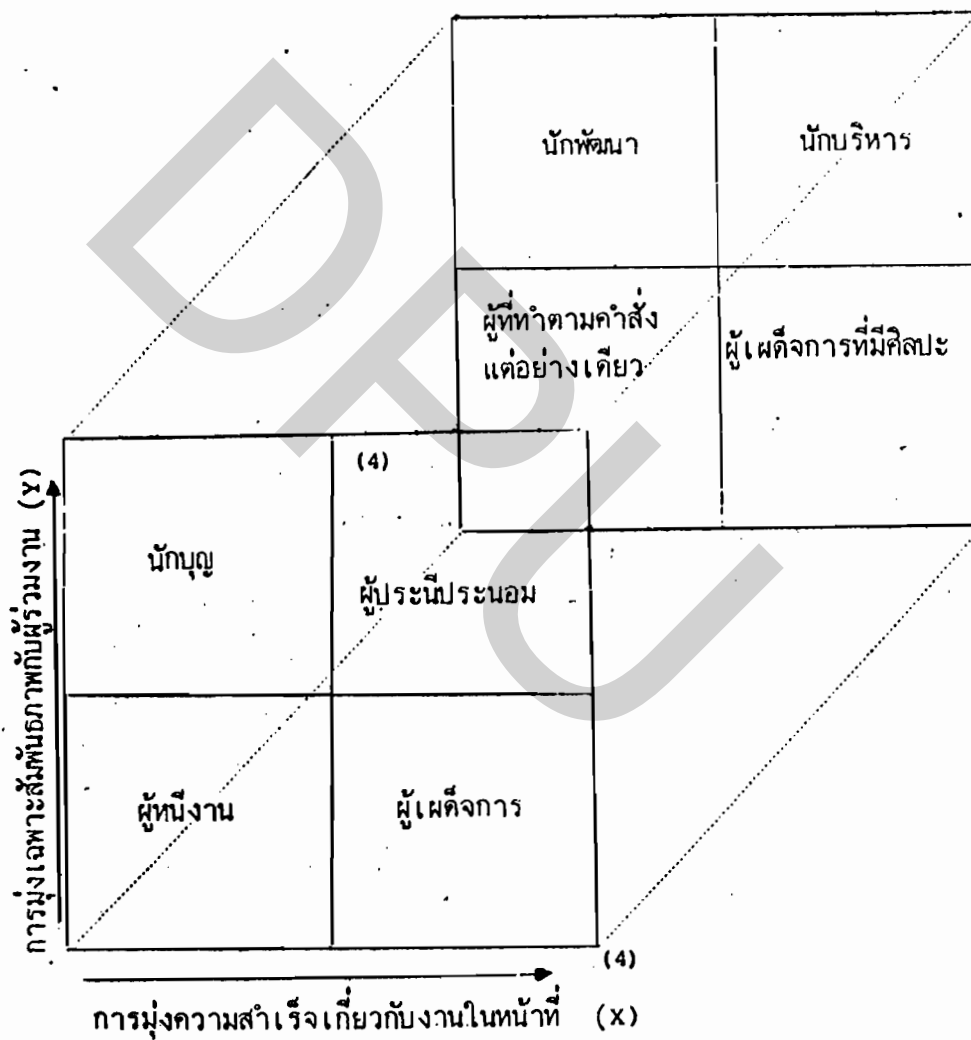 นักพัฒนา
นักบริหาร
ผู้ที่ทำตามคำสั่ง
แต่อย่างเดียว
ผู้เผด็จการที่มีศิลปะ
(4)
นักบุญ
ผู้ประนีประนอม
ผู้หนีงาน
ผู้เผด็จการ
การมุ่งเฉพาะสัมพันธภาพกับผู้ร่วมงาน (Y)
(4)
การมุ่งความสำเร็จเกี่ยวกับงานในหน้าที่ (X)
DPU